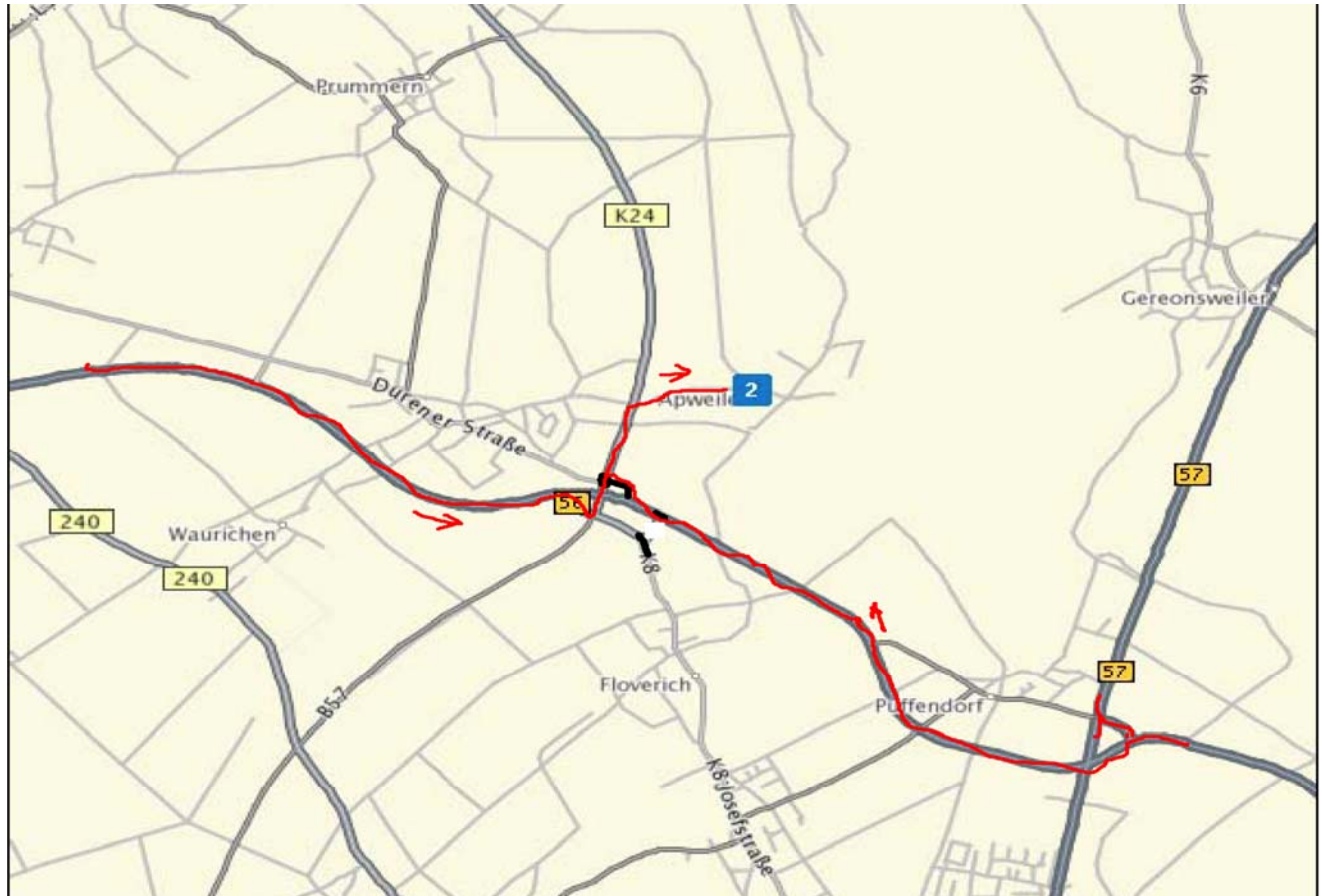 Prummern
K6
K24
Gereonsweiler
Dürener Straße
2
57
56
240
Waurichen
K8
240
57
Floverich
B57
Puffendorf
K8;Josefstraße